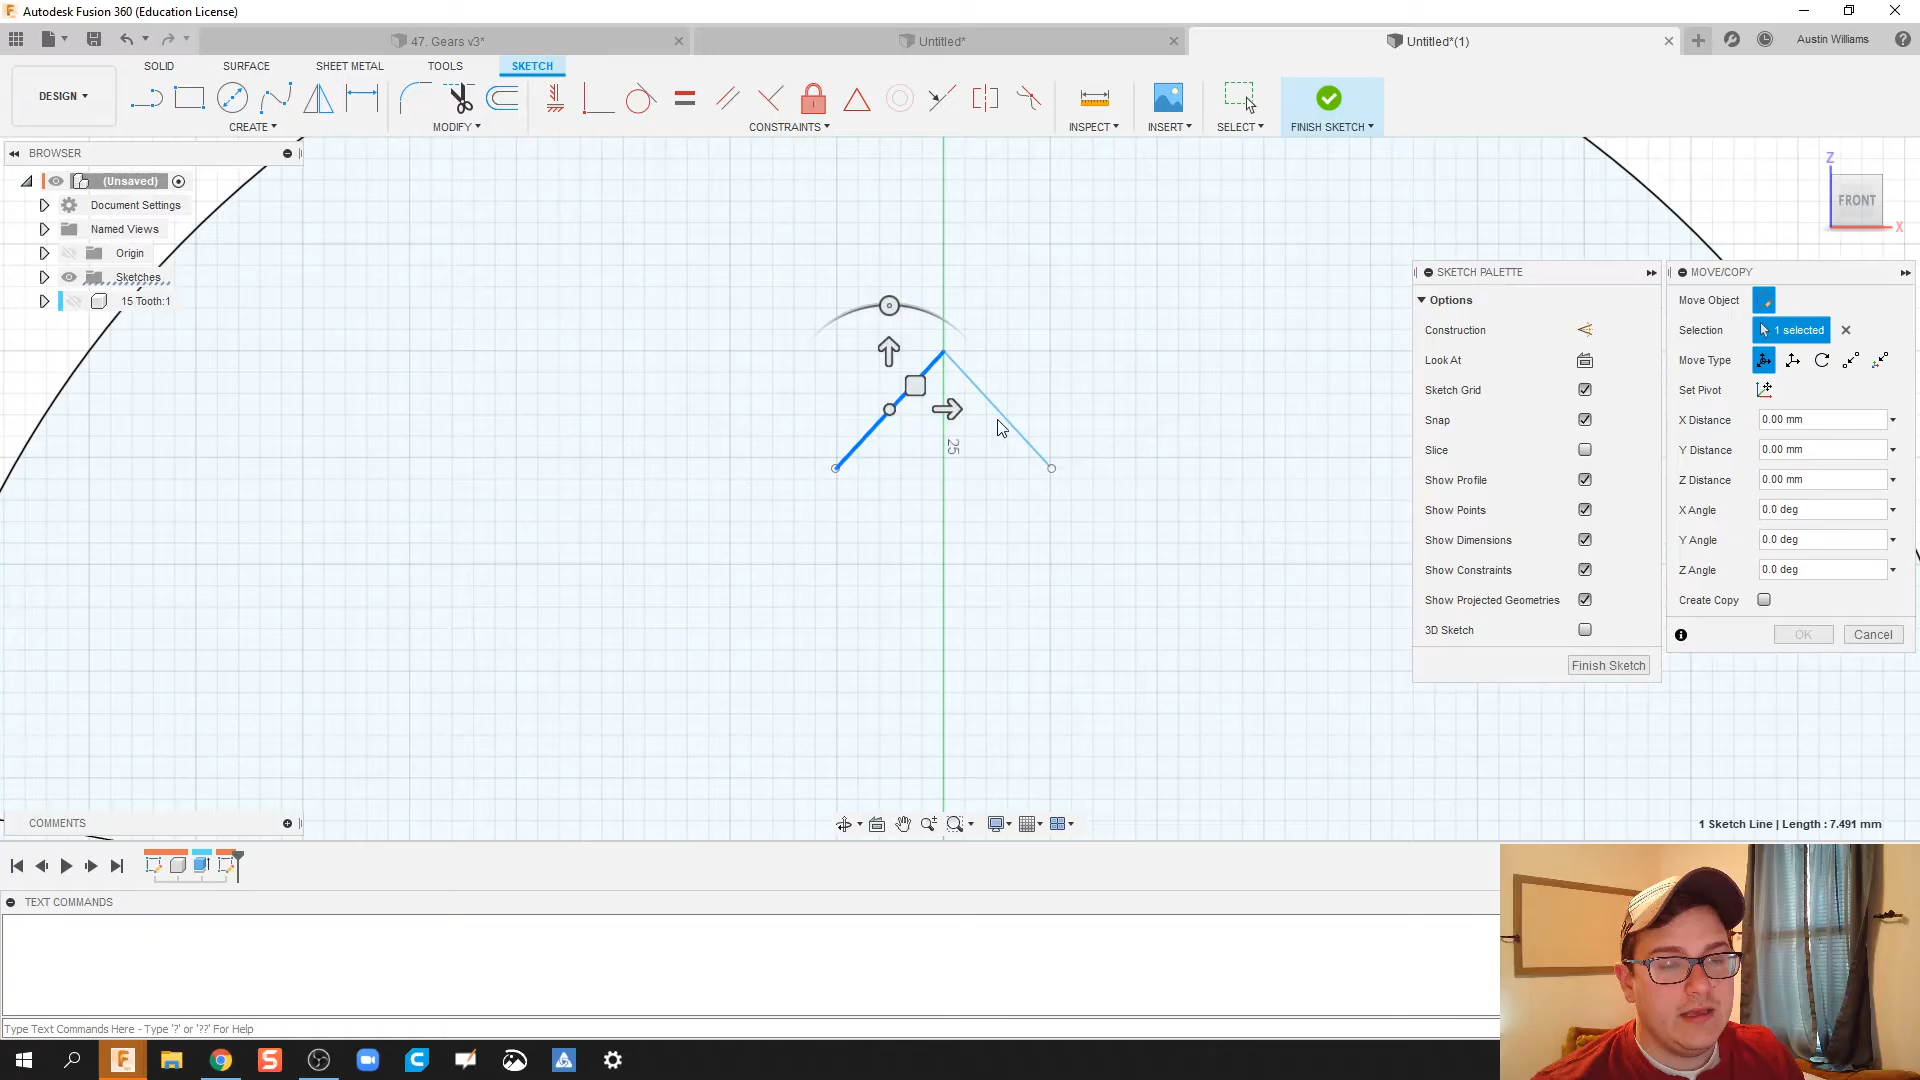 Autodesk Fusion 360 (Education License)
47. Gears v3*
Untitled*
Untitled*(1)
Austin Williams
SOLID
SURFACE
SHEET METAL
TOOLS
SKETCH
DESIGN
CREATE
MODIFY
CONSTRAINTS
INSPECT
INSERT
SELECT
FINISH SKETCH
BROWSER
(Unsaved)
Document Settings
Named Views
Origin
Sketches
15 Tooth:1
Z
FRONT
X
25
SKETCH PALETTE
Options
Construction
Look At
Sketch Grid
Snap
Slice
Show Profile
Show Points
Show Dimensions
Show Constraints
Show Projected Geometries
3D Sketch
Finish Sketch
MOVE/COPY
Move Object
Selection 1 selected
Move Type
Set Pivot
X Distance 0.00 mm
Y Distance 0.00 mm
Z Distance 0.00 mm
X Angle 0.0 deg
Y Angle 0.0 deg
Z Angle 0.0 deg
Create Copy
OK Cancel
COMMENTS
1 Sketch Line | Length : 7.491 mm
TEXT COMMANDS
Type Text Commands Here - Type '?' or '??' For Help